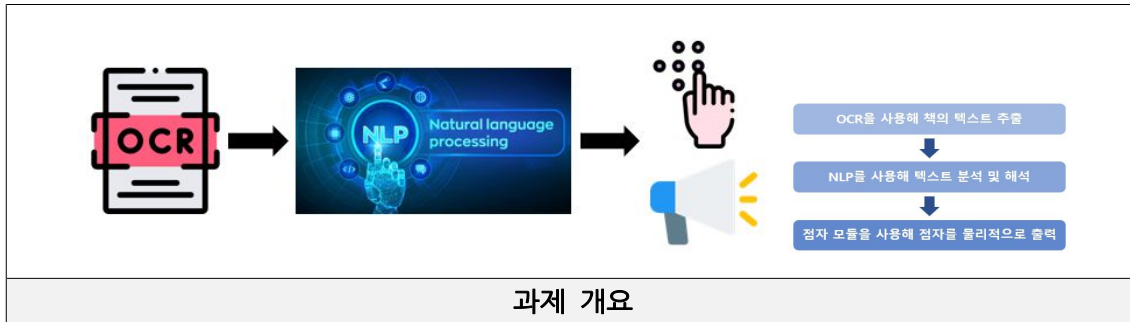 OCR
NLP
Natural language
processing
</>
OCR을 사용해 책의 텍스트 추출
NLP를 사용해 텍스트 분석 및 해석
점자 모듈을 사용해 점자를 물리적으로 출력
과제 개요